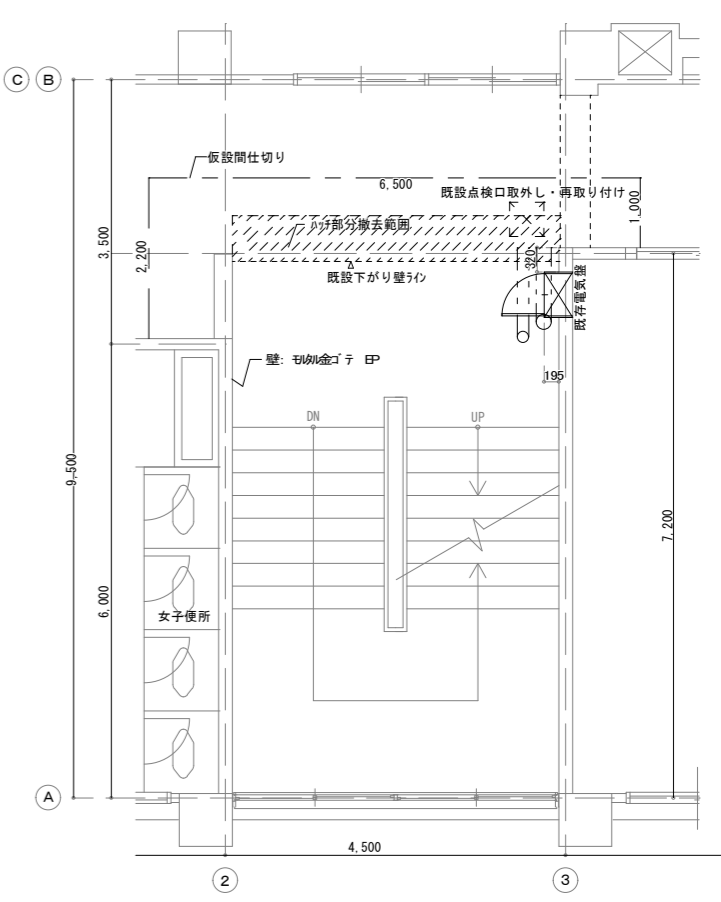 C B
仮設間仕切り
6,500
既設点検口取外し・再取り付け
1,000
3,500
2,200
ハッチ部分撤去範囲
320
既設下がり壁ライン
既存電気盤
壁: モルタル金ゴテ EP
195
DN
UP
9,500
7,200
6,000
女子便所
A
4,500
2
3